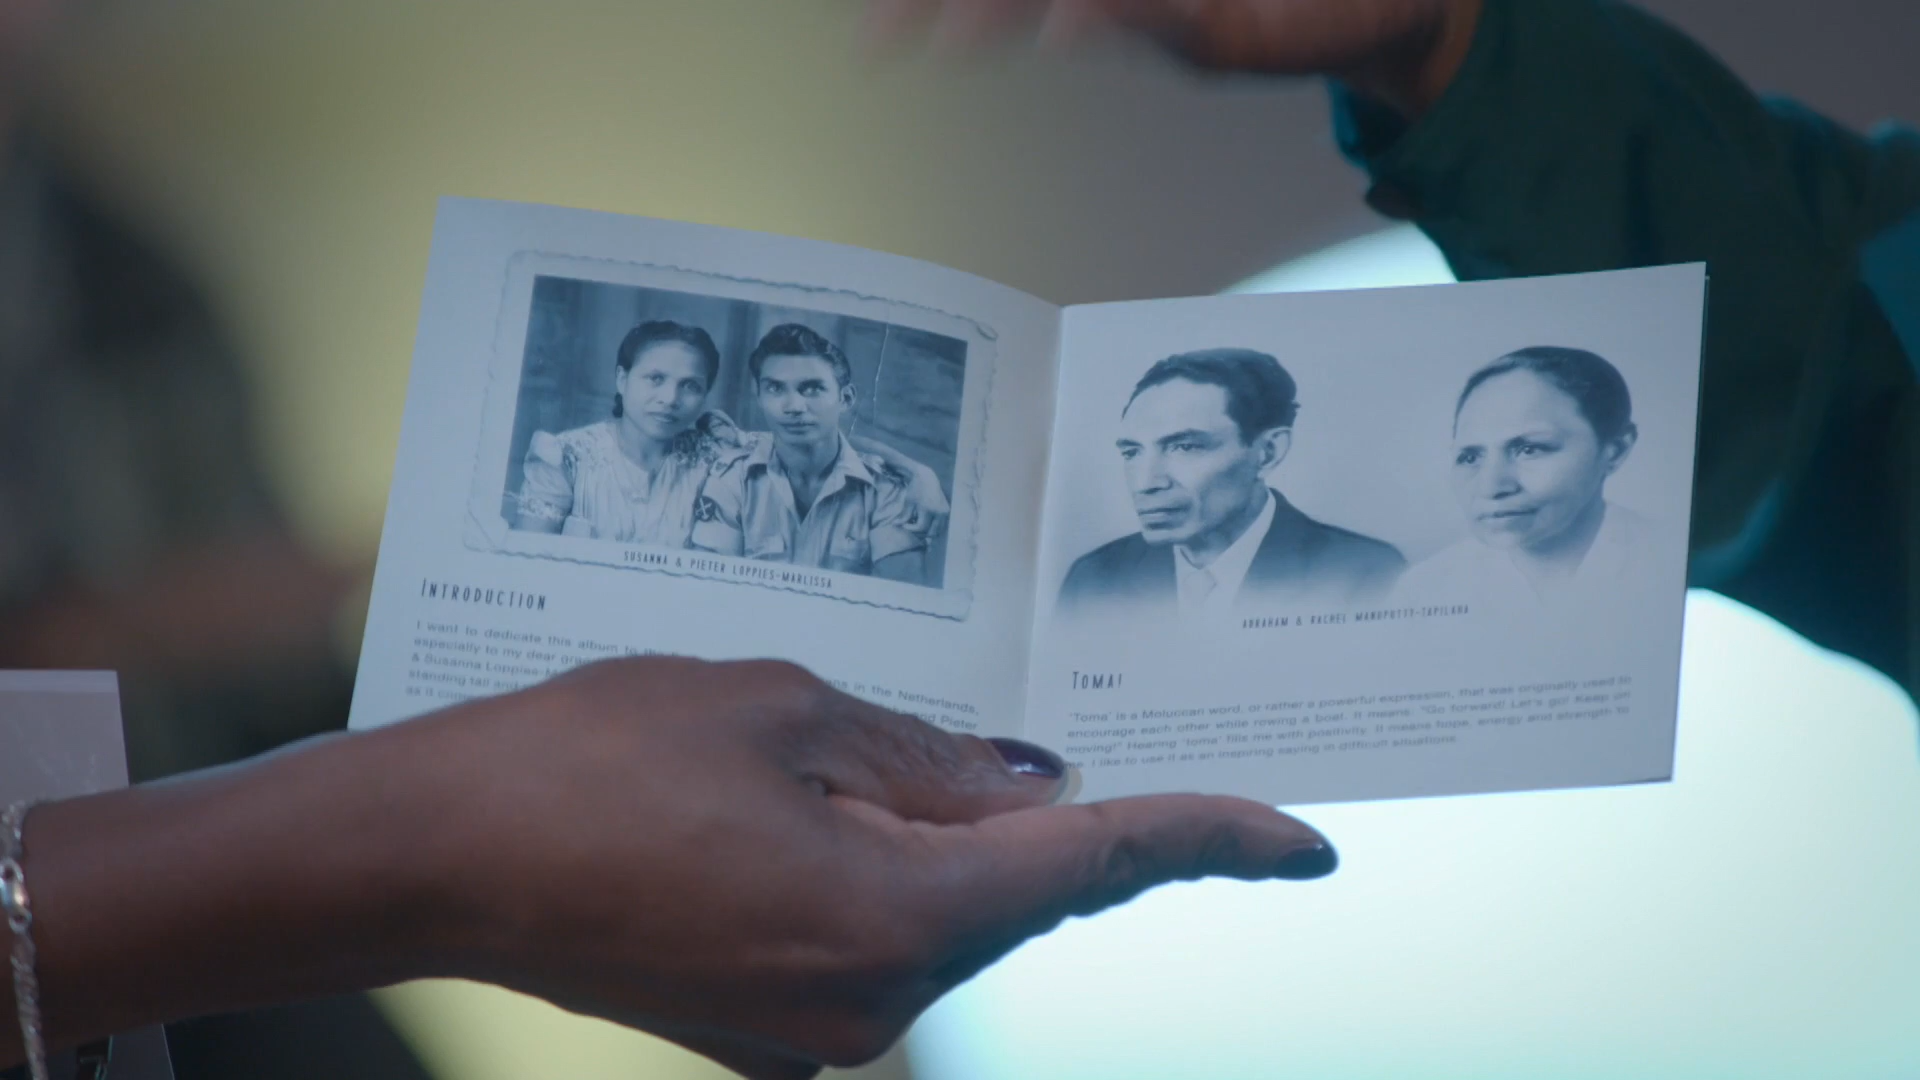 SUSANNA & PIETER LOPPIES-MARLISSA
INTRODUCTION
I want to dedicate this album to the
especially to my dear
ans in the Netherlands,
& Susanna Loppies-M
and Pieter
standing tall and
as it
ABRAHAM & RACHEL MANUPUTTY-TAPILAHA
TOMA!
'Toma' is a Moluccan word, or rather a powerful expression, that was originally used to
encourage each other while rowing a boat. It means: "Go forward! Let's go! Keep on
moving!" Hearing 'toma' fills me with positivity. It means hope, energy and strength to
me. I like to use it as an inspiring saying in difficult situations.